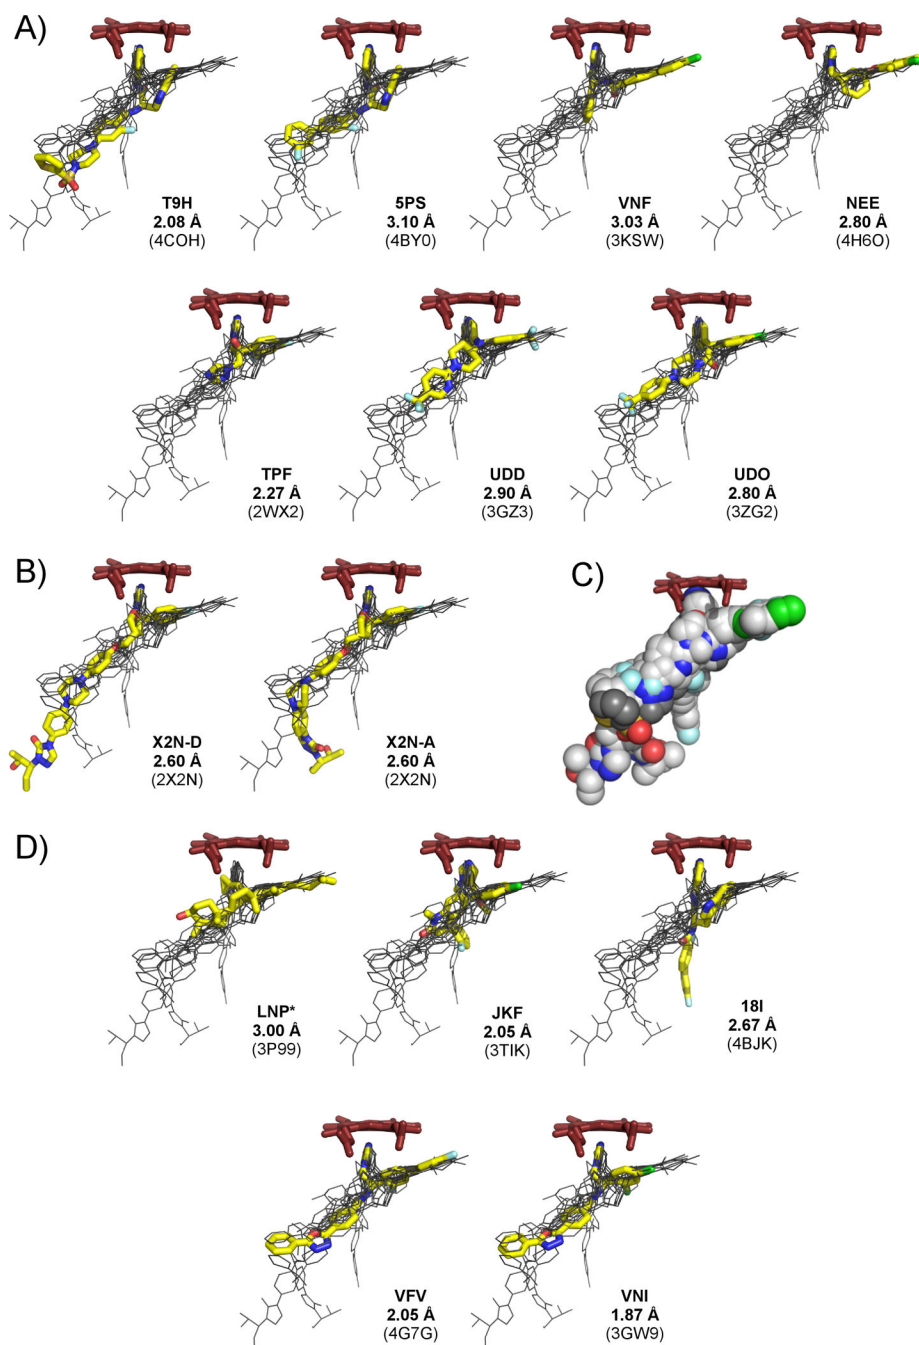 A)
T9H
2.08 Å
(4COH)
5PS
3.10 Å
(4BY0)
VNF
3.03 Å
(3KSW)
NEE
2.80 Å
(4H6O)
TPF
2.27 Å
(2WX2)
UDD
2.90 Å
(3GZ3)
UDO
2.80 Å
(3ZG2)
B)
X2N-D
2.60 Å
(2X2N)
X2N-A
2.60 Å
(2X2N)
C)
D)
LNP*
3.00 Å
(3P99)
JKF
2.05 Å
(3TIK)
18I
2.67 Å
(4BJK)
VFV
2.05 Å
(4G7G)
VNI
1.87 Å
(3GW9)